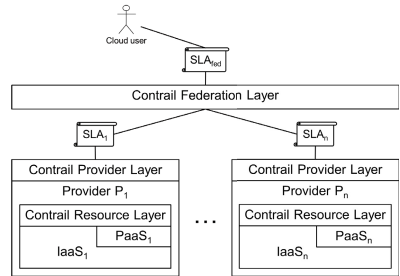 Cloud user
SLAfed
Contrail Federation Layer
SLA1
SLAn
Contrail Provider Layer
Provider P1
Contrail Resource Layer
PaaS1
IaaS1
...
Contrail Provider Layer
Provider Pn
Contrail Resource Layer
PaaSn
IaaSn